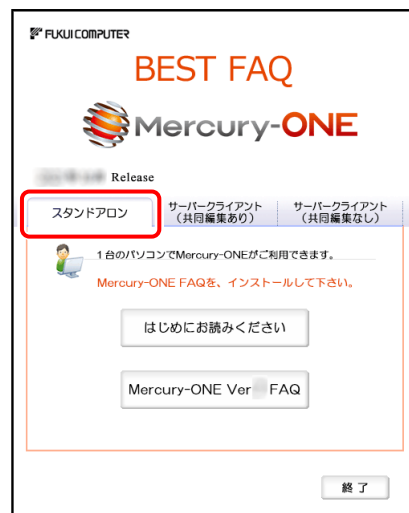 FUKUI COMPUTER
BEST FAQ
Mercury-ONE
Release
スタンドアロン
サーバークライアント
（共同編集あり）
サーバークライアント
（共同編集なし）
1台のパソコンでMercury-ONEがご利用できます。
Mercury-ONE FAQを、インストールして下さい。
はじめにお読みください
Mercury-ONE Ver FAQ
終 了